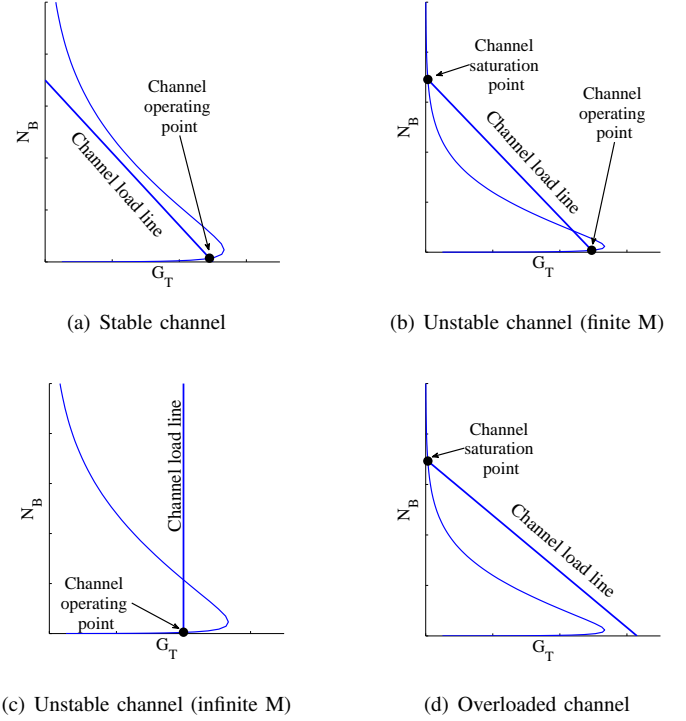 Channel
operating
point
N_B
Channel load line
G_T
(a) Stable channel
Channel
saturation
point
Channel
operating
point
N_B
Channel load line
G_T
(b) Unstable channel (finite M)
Channel load line
N_B
Channel
operating
point
G_T
(c) Unstable channel (infinite M)
Channel
saturation
point
N_B
Channel load line
G_T
(d) Overloaded channel